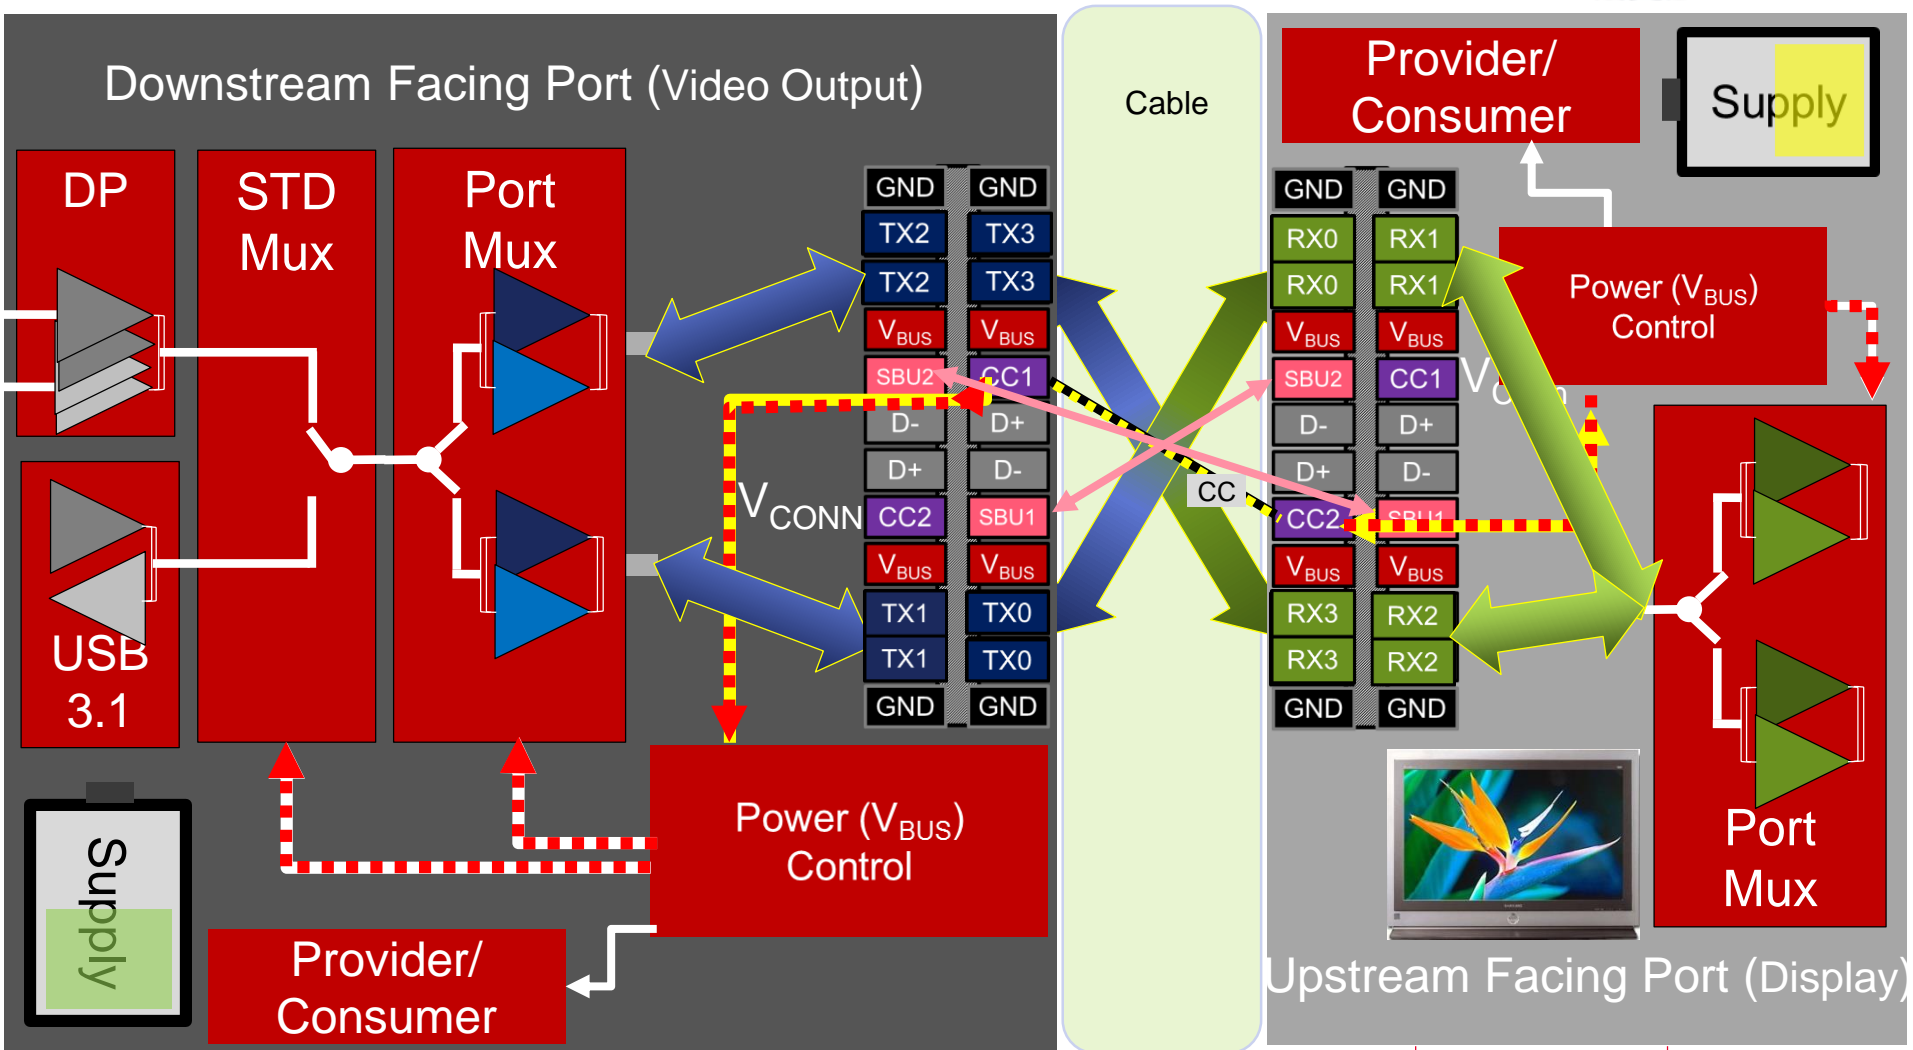 Downstream Facing Port (Video Output)
DP
STD
Mux
Port
Mux
USB
3.1
Supply
Provider/
Consumer
Power (VBUS)
Control
VCONN
GND GND
TX2 TX3
TX2 TX3
VBUS VBUS
SBU2 CC1
D- D+
D+ D-
CC2 SBU1
VBUS VBUS
TX1 TX0
TX1 TX0
GND GND
Cable
CC
Provider/
Consumer
Supply
GND GND
RX0 RX1
RX0 RX1
VBUS VBUS
SBU2 CC1
D- D+
D+ D-
CC2 SBU1
VBUS VBUS
RX3 RX2
RX3 RX2
GND GND
Power (VBUS)
Control
Port
Mux
Upstream Facing Port (Display)